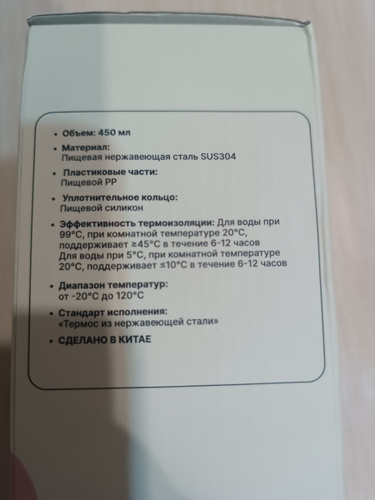 • Объем: 450 мл
• Материал:
Пищевая нержавеющая сталь SUS304
• Пластиковые части:
Пищевой PP
• Уплотнительное кольцо:
Пищевой силикон
• Эффективность термоизоляции: Для воды при
99°C, при комнатной температуре 20°C,
поддерживает ≥45°C в течение 6-12 часов
Для воды при 5°C, при комнатной температуре
20°C, поддерживает ≤10°C в течение 6-12 часов
• Диапазон температур:
от -20°C до 120°C
• Стандарт исполнения:
«Термос из нержавеющей стали»
• СДЕЛАНО В КИТАЕ